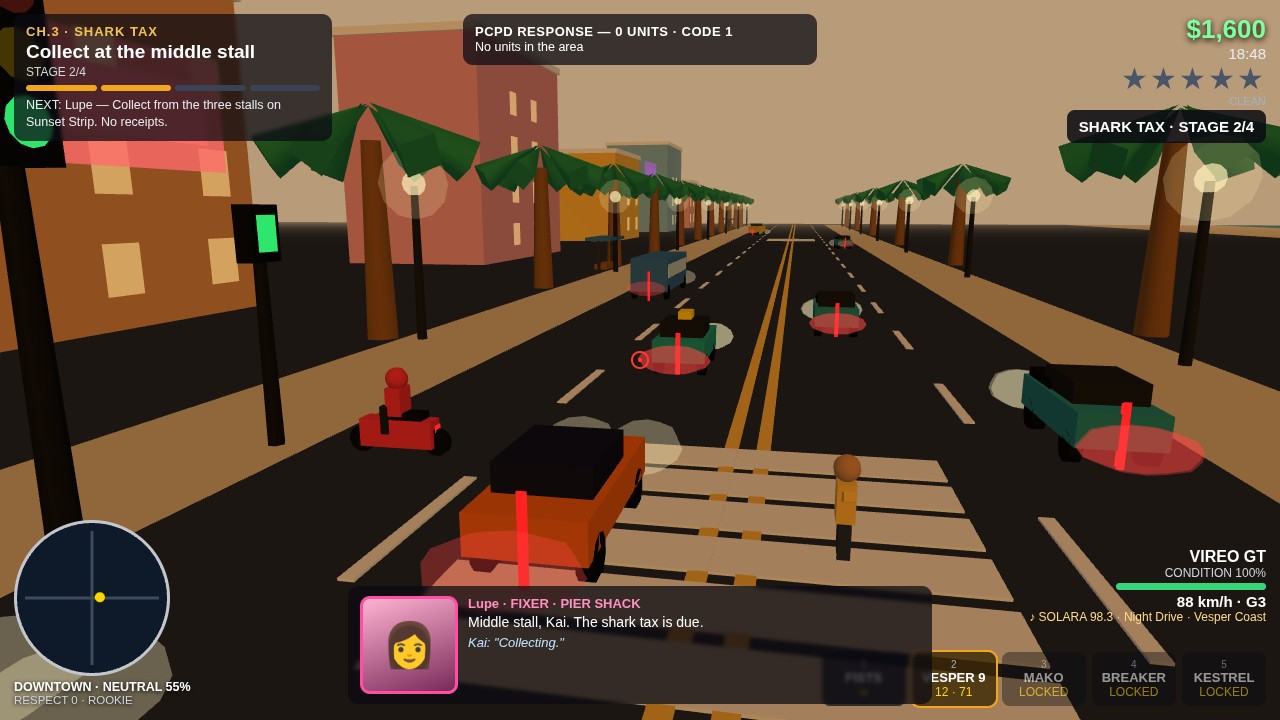 CH.3 · SHARK TAX
Collect at the middle stall
STAGE 2/4
NEXT: Lupe — Collect from the three stalls on
Sunset Strip. No receipts.
PCPD RESPONSE — 0 UNITS · CODE 1
No units in the area
$1,600
18:48
★★★★★
CLEAN
SHARK TAX · STAGE 2/4
VIREO GT
CONDITION 100%
88 km/h · G3
♪ SOLARA 98.3 · Night Drive · Vesper Coast
Lupe · FIXER · PIER SHACK
Middle stall, Kai. The shark tax is due.
Kai: "Collecting."
FISTS
2
VESPER 9
12 · 71
3
MAKO
LOCKED
4
BREAKER
LOCKED
5
KESTREL
LOCKED
DOWNTOWN · NEUTRAL 55%
RESPECT 0 · ROOKIE